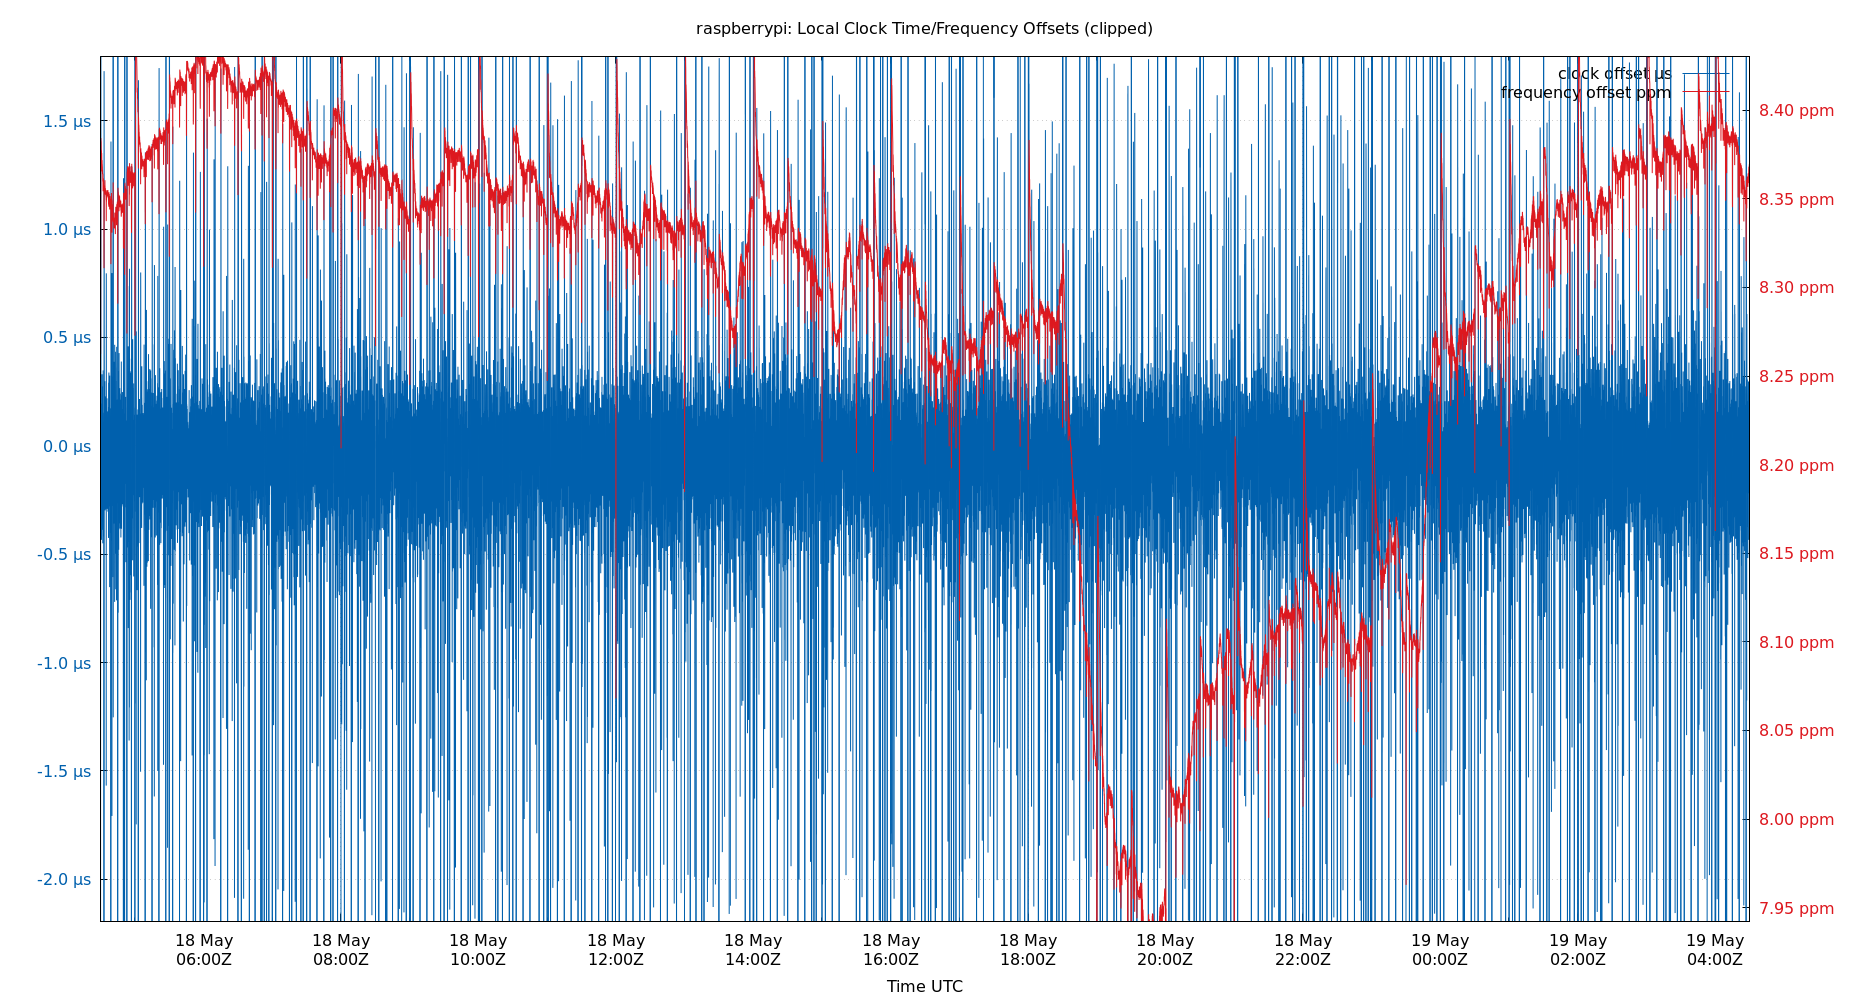 raspberrypi: Local Clock Time/Frequency Offsets (clipped)
clock offset µs
frequency offset ppm
1.5 µs
1.0 µs
0.5 µs
0.0 µs
-0.5 µs
-1.0 µs
-1.5 µs
-2.0 µs
8.40 ppm
8.35 ppm
8.30 ppm
8.25 ppm
8.20 ppm
8.15 ppm
8.10 ppm
8.05 ppm
8.00 ppm
7.95 ppm
18 May 18 May 18 May 18 May 18 May 18 May 18 May 18 May 18 May 19 May 19 May 19 May
06:00Z 08:00Z 10:00Z 12:00Z 14:00Z 16:00Z 18:00Z 20:00Z 22:00Z 00:00Z 02:00Z 04:00Z
Time UTC